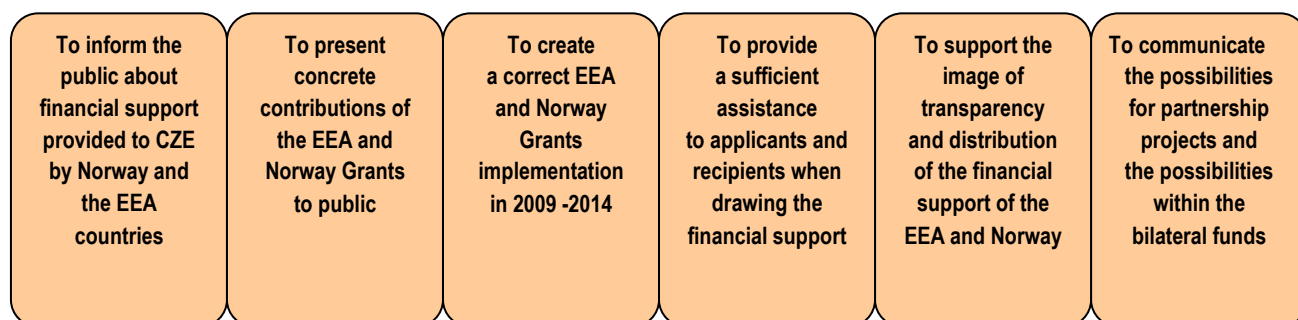 To inform the
public about
financial support
provided to CZE
by Norway and
the EEA
countries
To present
concrete
contributions of
the EEA and
Norway Grants
to public
To create
a correct EEA
and Norway
Grants
implementation
in 2009 -2014
To provide
a sufficient
assistance
to applicants and
recipients when
drawing the
financial support
To support the
image of
transparency
and distribution
of the financial
support of the
EEA and Norway
To communicate
the possibilities
for partnership
projects and
the possibilities
within the
bilateral funds